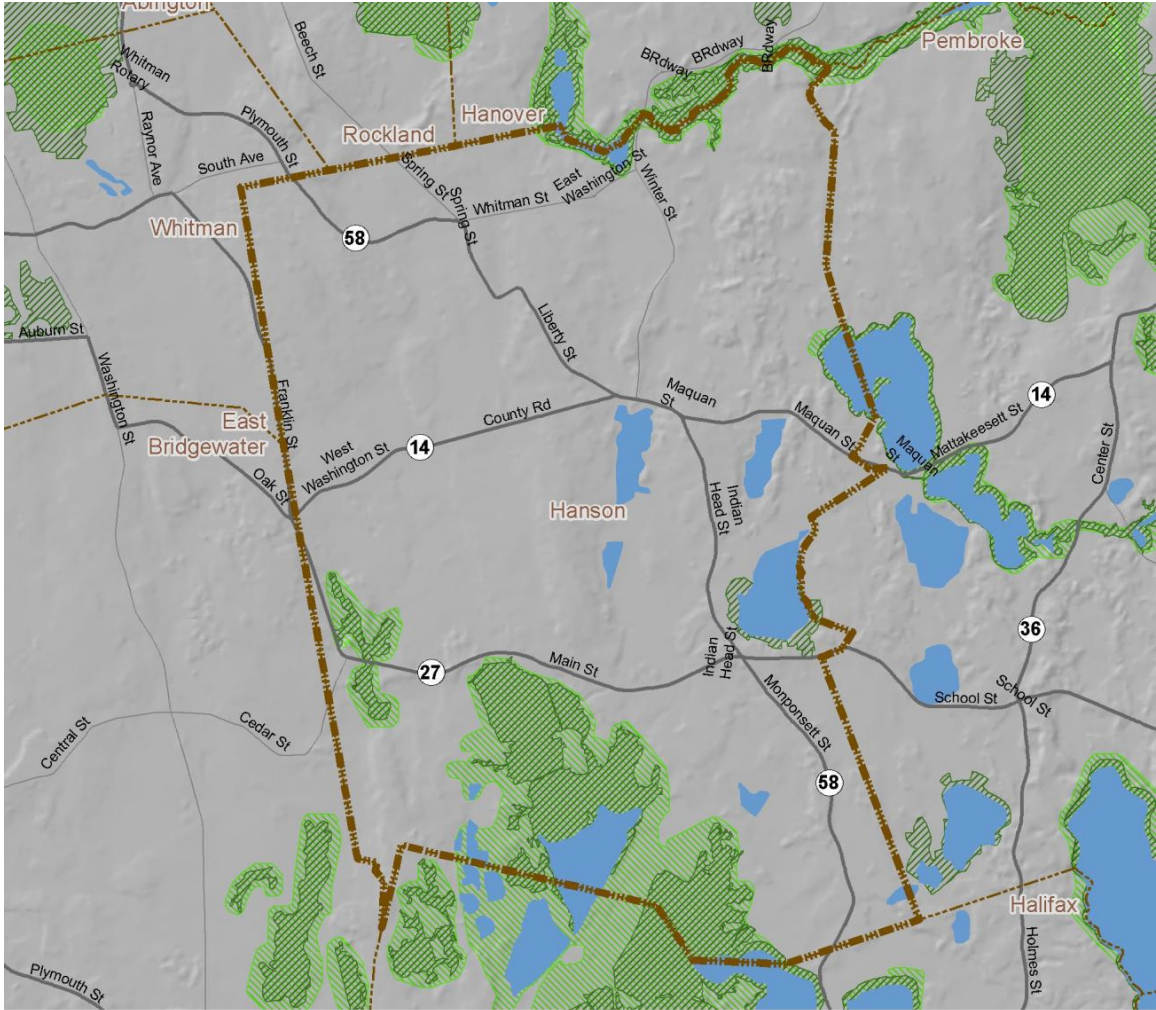 Abington
Beech St
BRdway
BRdway
BRdway
Pembroke
Whitman
Rotary
Plymouth St
Raynor Ave
Rockland
Hanover
South Ave
Spring St
Spring St
East
Washington St
Whitman St
Winter St
Whitman
58
Liberty St
Auburn St
Washington St
Franklin St
East
Bridgewater
Oak St
West
Washington St
14
County Rd
Maquan
St
Maquan St
Maquan
St
Mattakeesett St
14
Center St
Hanson
Indian
Head St
36
Indian
Head St
Main St
27
Monponsett St
School St
School St
Central St
Cedar St
58
Halifax
Holmes St
Plymouth St